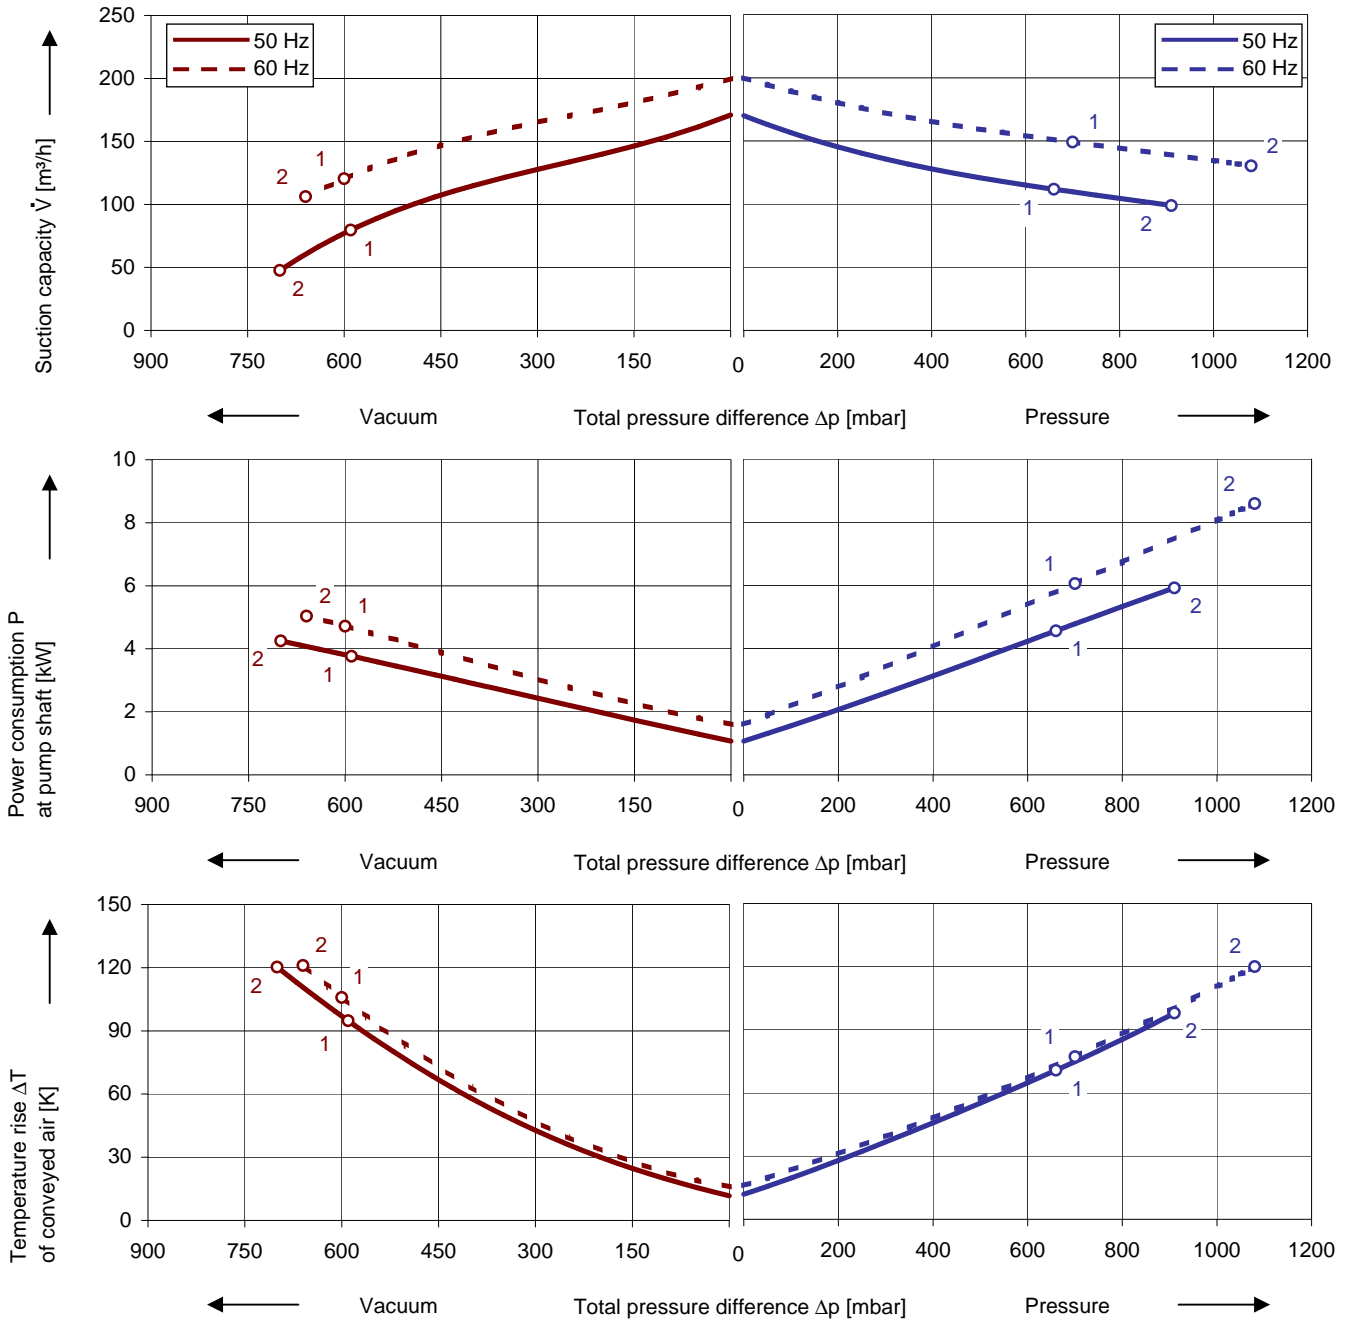 250
200
150
100
50
0
Suction capacity V̇ [m³/h]
50 Hz
60 Hz
50 Hz
60 Hz
2
1
1
2
1
2
1
2
900 750 600 450 300 150 0 200 400 600 800 1000 1200
Vacuum Total pressure difference Δp [mbar] Pressure
10
8
6
4
2
0
Power consumption P
at pump shaft [kW]
2
1
2
1
2
1
1
2
900 750 600 450 300 150 0 200 400 600 800 1000 1200
Vacuum Total pressure difference Δp [mbar] Pressure
150
120
90
60
30
0
Temperature rise ΔT
of conveyed air [K]
2
1
2
1
2
1
2
1
900 750 600 450 300 150 0 200 400 600 800 1000 1200
Vacuum Total pressure difference Δp [mbar] Pressure